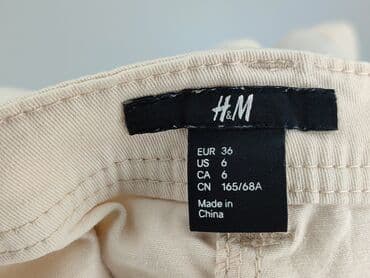 H&M
EUR 36
US 6
CA 6
CN 165/68A
Made in
China